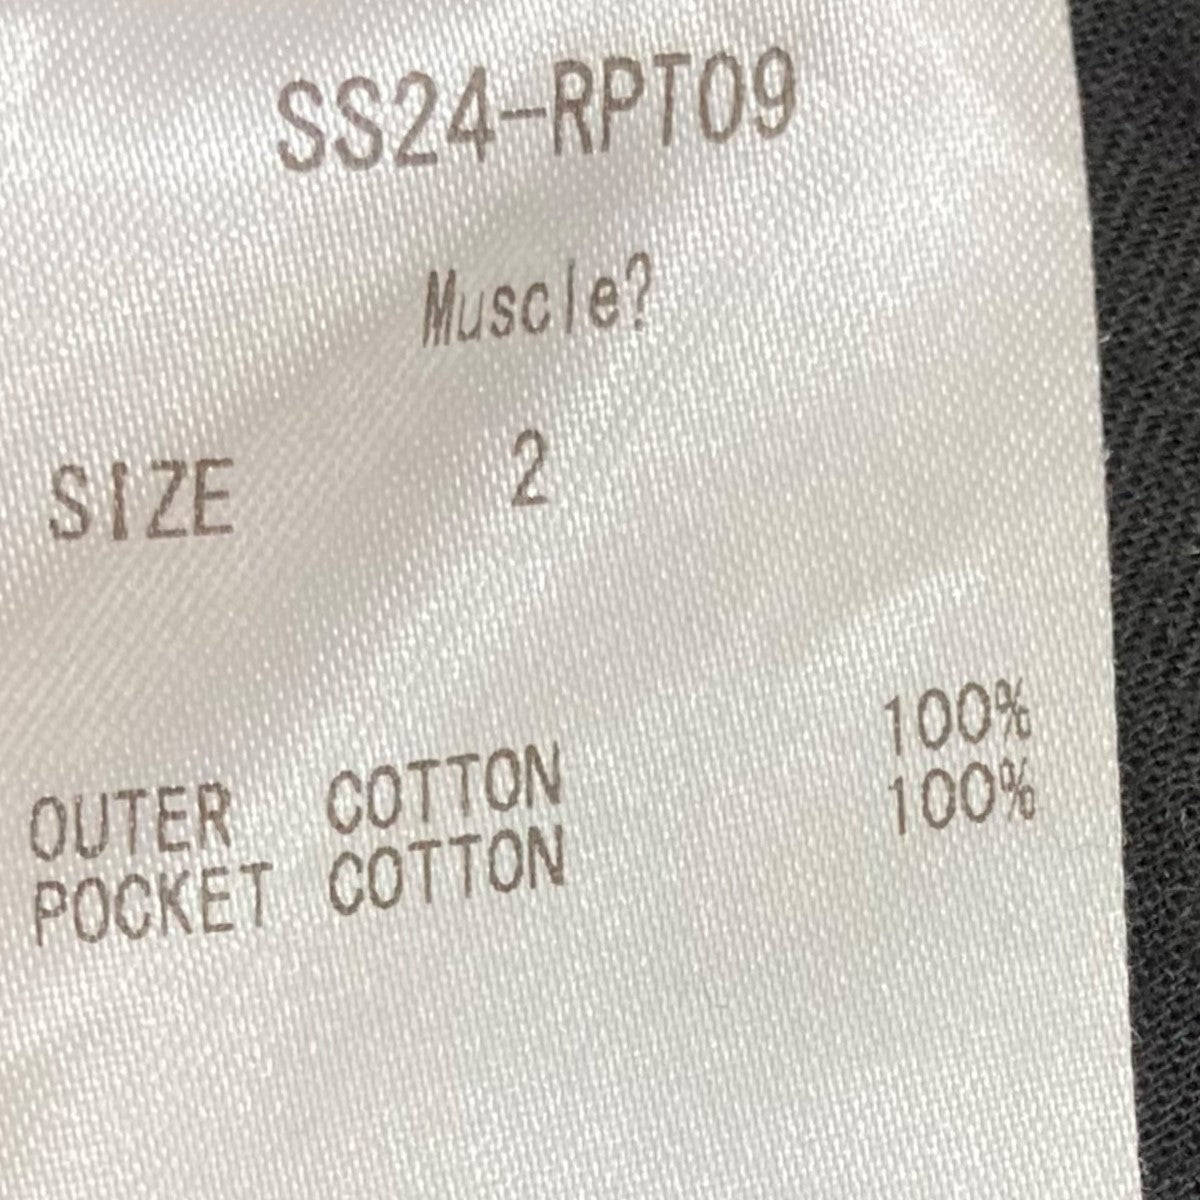 SS24-RPT09
Muscle?
SIZE 2
OUTER COTTON 100%
POCKET COTTON 100%